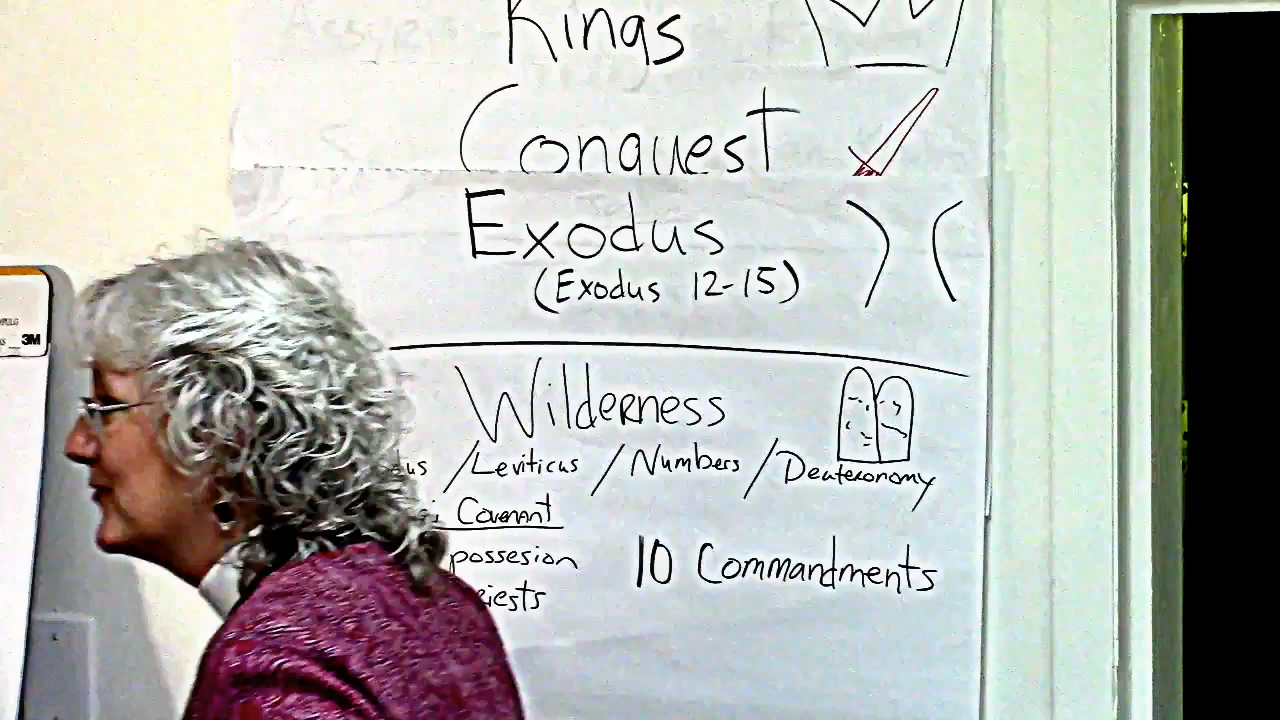 Kings
Conquest
Exodus
(Exodus 12-15)
Wilderness
/Leviticus /Numbers /Deuteronomy
Covenant
possesion
10 Commandments
3M